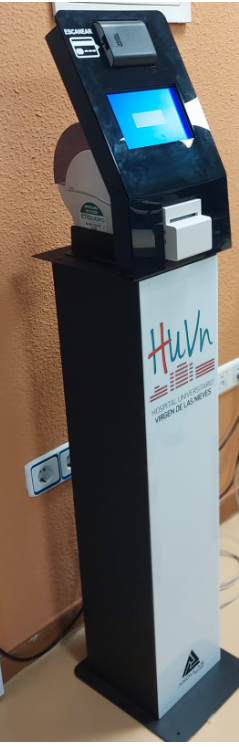 ESCANEAR
HUVn
HOSPITAL UNIVERSITARIO
VIRGEN DE LAS NIEVES